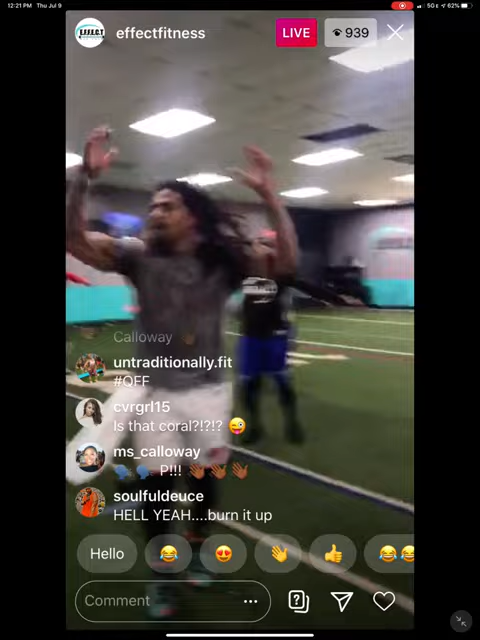 12:21 PM Thu Jul 9
5G 62%
effectfitness
LIVE
939
Calloway
untraditionally.fit
#QFF
cvrgrl15
Is that coral?!?!? 😜
ms_calloway
🗣🗣 P!!! 👏🏾👏🏾👏🏾
soulfuldeuce
HELL YEAH....burn it up
Hello
Comment